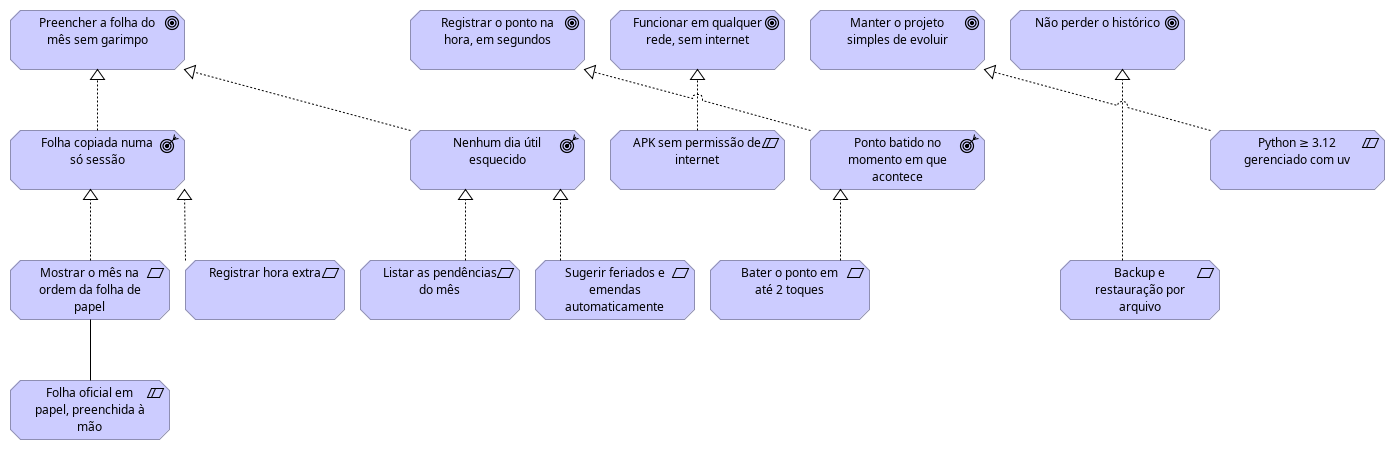 Preencher a folha do
mês sem garimpo
Registrar o ponto na
hora, em segundos
Funcionar em qualquer
rede, sem internet
Manter o projeto
simples de evoluir
Não perder o histórico
Folha copiada numa
só sessão
Nenhum dia útil
esquecido
APK sem permissão de
internet
Ponto batido no
momento em que
acontece
Python ≥ 3.12
gerenciado com uv
Mostrar o mês na
ordem da folha de
papel
Registrar hora extra
Listar as pendências
do mês
Sugerir feriados e
emendas
automaticamente
Bater o ponto em
até 2 toques
Backup e
restauração por
arquivo
Folha oficial em
papel, preenchida à
mão